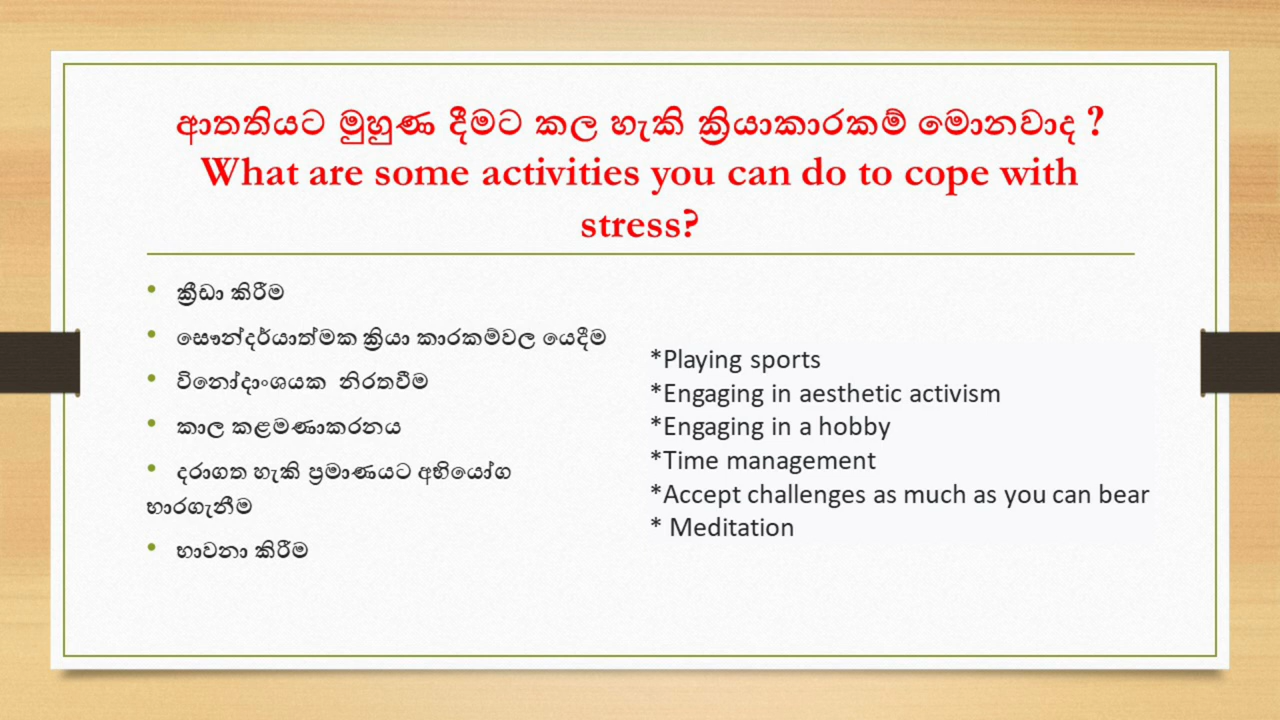 ආතතියට මුහුණ දීමට කල හැකි ක්‍රියාකාරකම් මොනවාද ?
What are some activities you can do to cope with
stress?
• ක්‍රීඩා කිරීම
• සෞන්දර්යාත්මක ක්‍රියා කාරකම්වල යෙදීම
• විනෝදාංශයක නිරතවීම
• කාල කළමණාකරනය
• දරාගත හැකි ප්‍රමාණයට අභියෝග
භාරගැනීම
• භාවනා කිරීම
*Playing sports
*Engaging in aesthetic activism
*Engaging in a hobby
*Time management
*Accept challenges as much as you can bear
* Meditation